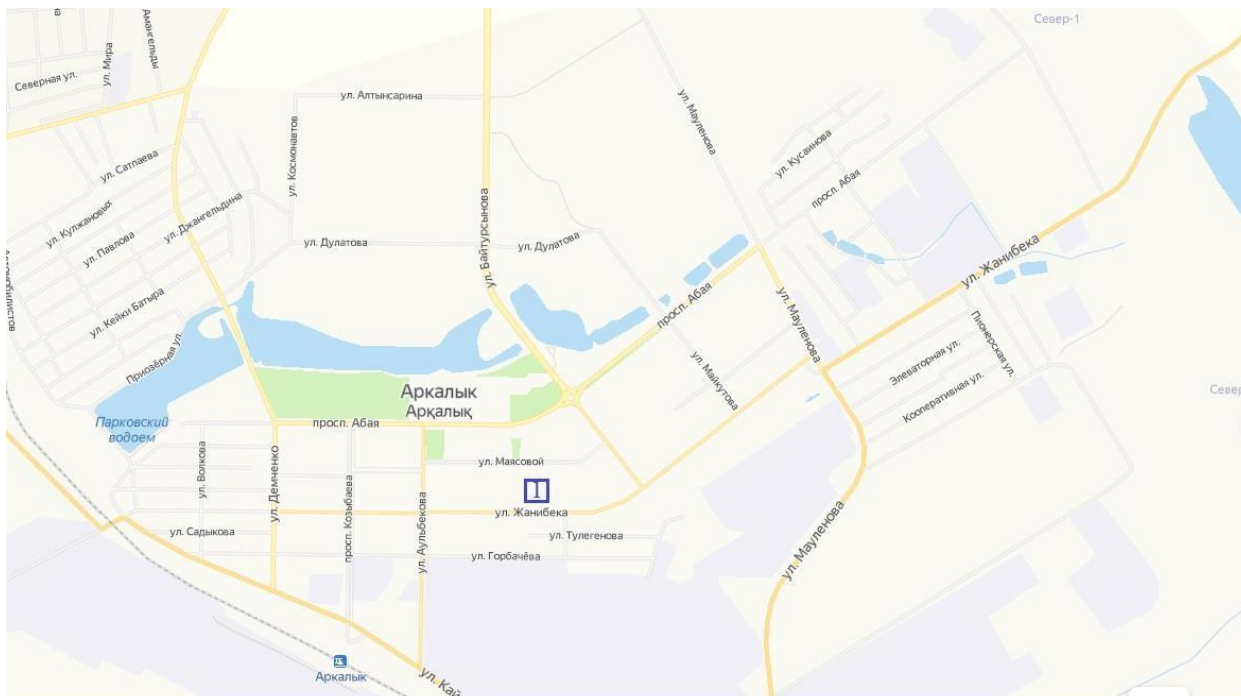 Север-1
ул. Мира
Амангельды
Северная ул.
ул. Алтынсарина
ул. Мауленова
ул. Кусаинова
ул. Сатпаева
ул. Космонавтов
просп. Абая
ул. Джангельдина
ул. Кулжановых
ул. Павлова
ул. Байтурсынова
ул. Дулатова
ул. Дулатова
ул. Жанибека
ул. Кейки Батыра
просп. Абая
ул. Мауленова
Приозёрная ул.
Пионерская ул.
Элеваторная ул.
ул. Майкутова
Аркалык
Арқалық
Кооперативная ул.
Парковский
водоем
просп. Абая
ул. Волкова
ул. Демченко
ул. Маясовой
просп. Козыбаева
ул. Аульбекова
ул. Жанибека
ул. Садыкова
ул. Тулегенова
ул. Горбачёва
ул. Мауленова
Аркалык
ул. Кай